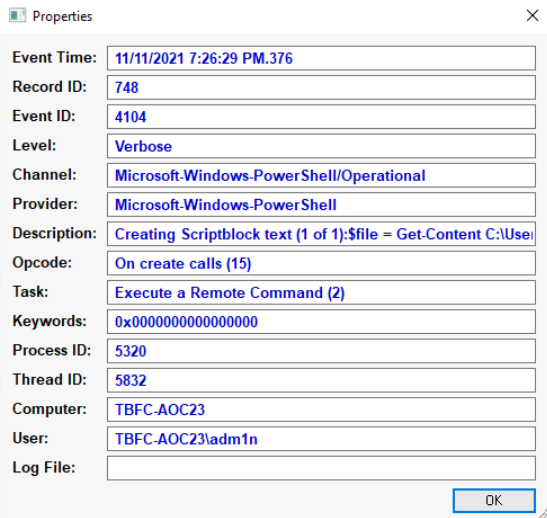 Properties
Event Time: 11/11/2021 7:26:29 PM.376
Record ID: 748
Event ID: 4104
Level: Verbose
Channel: Microsoft-Windows-PowerShell/Operational
Provider: Microsoft-Windows-PowerShell
Description: Creating Scriptblock text (1 of 1):$file = Get-Content C:\User
Opcode: On create calls (15)
Task: Execute a Remote Command (2)
Keywords: 0x0000000000000000
Process ID: 5320
Thread ID: 5832
Computer: TBFC-AOC23
User: TBFC-AOC23\adm1n
Log File:
OK